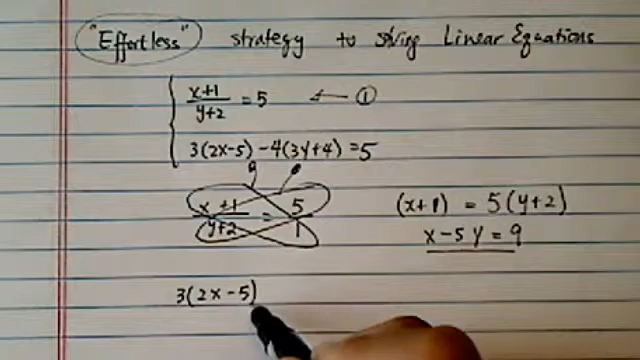 "Effortless" strategy to solving Linear Equations
x+1/y+2 = 5 ← ①
3(2x-5) -4(3y+4) = 5
x+1/y+2 = 5/1
(x+1) = 5(y+2)
x-5y = 9
3(2x-5)